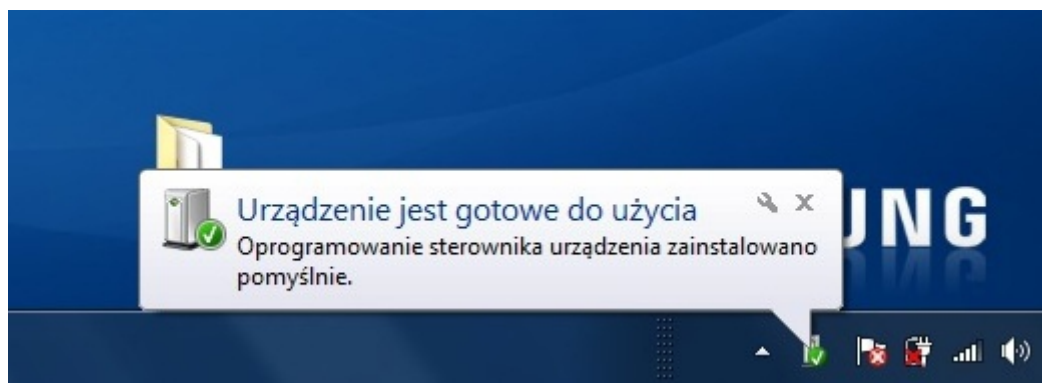 UNG
Urządzenie jest gotowe do użycia
Oprogramowanie sterownika urządzenia zainstalowano
pomyślnie.